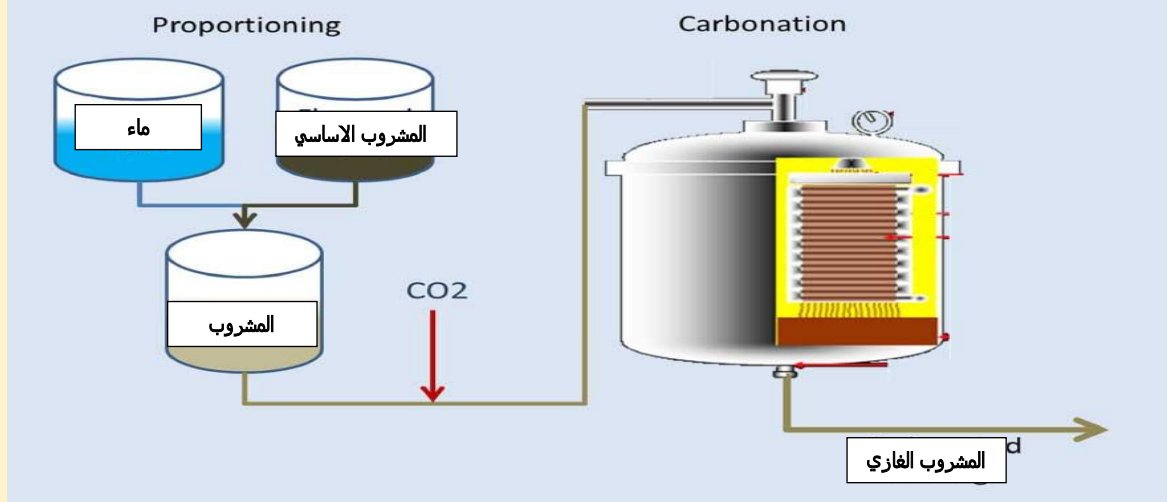 Proportioning
Carbonation
ماء
المشروب الاساسي
المشروب
CO2
المشروب الغازي
d